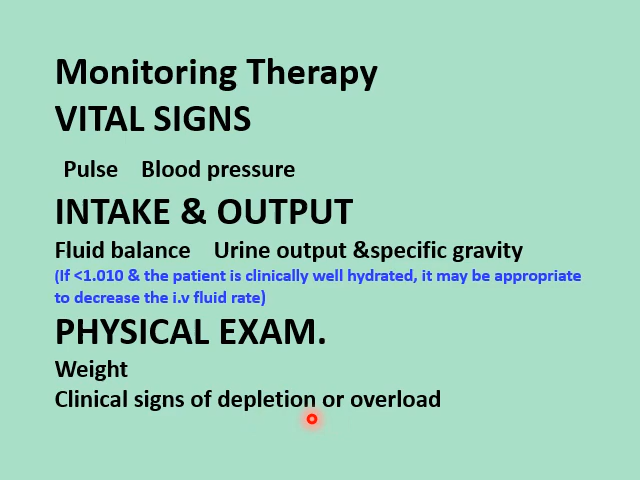 Monitoring Therapy
VITAL SIGNS
Pulse Blood pressure
INTAKE & OUTPUT
Fluid balance Urine output &specific gravity
(If <1.010 & the patient is clinically well hydrated, it may be appropriate
to decrease the i.v fluid rate)
PHYSICAL EXAM.
Weight
Clinical signs of depletion or overload